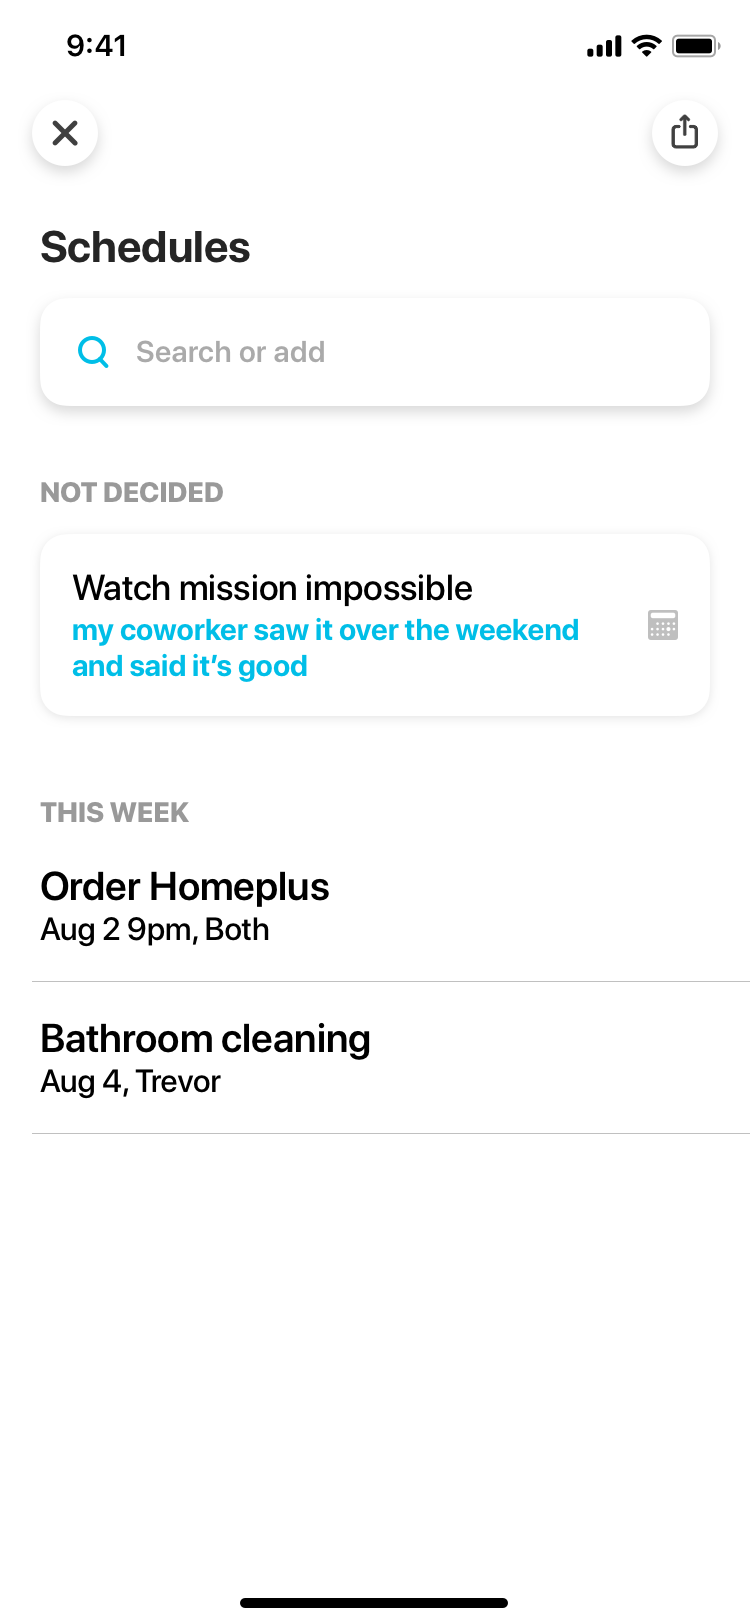 9:41
Schedules
Search or add
NOT DECIDED
Watch mission impossible
my coworker saw it over the weekend
and said it’s good
THIS WEEK
Order Homeplus
Aug 2 9pm, Both
Bathroom cleaning
Aug 4, Trevor